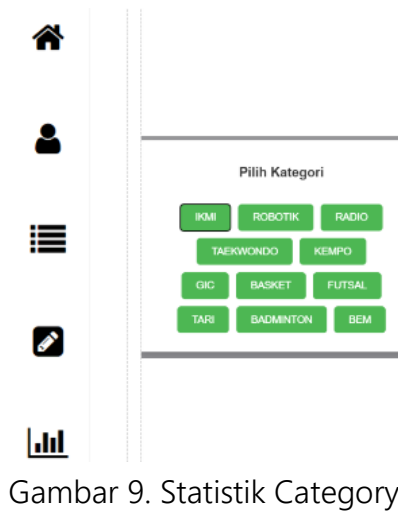 Pilih Kategori
IKMI ROBOTIK RADIO
TAEKWONDO KEMPO
GIC BASKET FUTSAL
TARI BADMINTON BEM
Gambar 9. Statistik Category